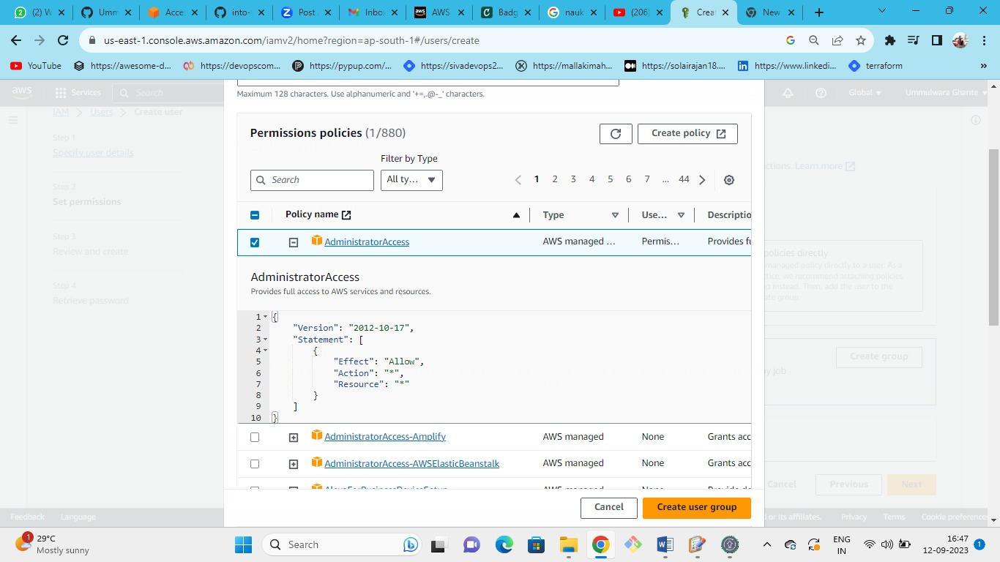 (2) W
Umm
Acce
into-
Post
Inbo
AWS
Badg
nauk
(206)
Crea
New
us-east-1.console.aws.amazon.com/iamv2/home?region=ap-south-1#/users/create
YouTube
https://awesome-d...
https://devopscom...
https://pypup.com/...
https://sivadevops2...
https://mallakimah...
https://solairajan18....
https://www.linkedi...
terraform
»
aws
Services
Search
Global
Ummulwara Ghante
IAM > Users > Create user
Step 1
Specify user details
Step 2
Set permissions
Step 3
Review and create
Step 4
Retrieve password
Maximum 128 characters. Use alphanumeric and '+=,.@-_' characters.
Permissions policies (1/880)
Create policy
Filter by Type
Search
All ty...
1 2 3 4 5 6 7 ... 44
Policy name
Type
Use...
Descriptio
AdministratorAccess
AWS managed ...
Permis...
Provides fu
AdministratorAccess
Provides full access to AWS services and resources.
1 {
2 "Version": "2012-10-17",
3 "Statement": [
4 {
5 "Effect": "Allow",
6 "Action": "*",
7 "Resource": "*"
8 }
9 ]
10 }
AdministratorAccess-Amplify
AWS managed
None
Grants acc
AdministratorAccess-AWSElasticBeanstalk
AWS managed
None
Grants acc
Cancel
Create user group
ctions. Learn more
policies directly
managed policy directly to a user. As a
tice, we recommend attaching policies
p instead. Then, add the user to the
ate group.
Create group
y job
Cancel
Previous
Next
Feedback
Language
d or its affiliates.
Privacy
Terms
Cookie preferences
1
29°C
Mostly sunny
Search
ENG
IN
16:47
12-09-2023
1